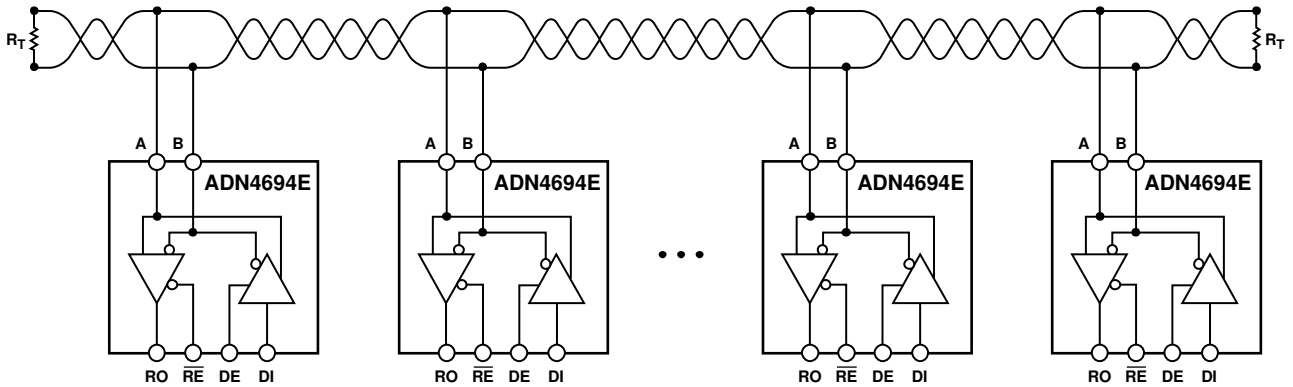 RT RT
A B A B A B A B
ADN4694E ADN4694E ADN4694E ADN4694E
RO RE DE DI RO RE DE DI RO RE DE DI RO RE DE DI